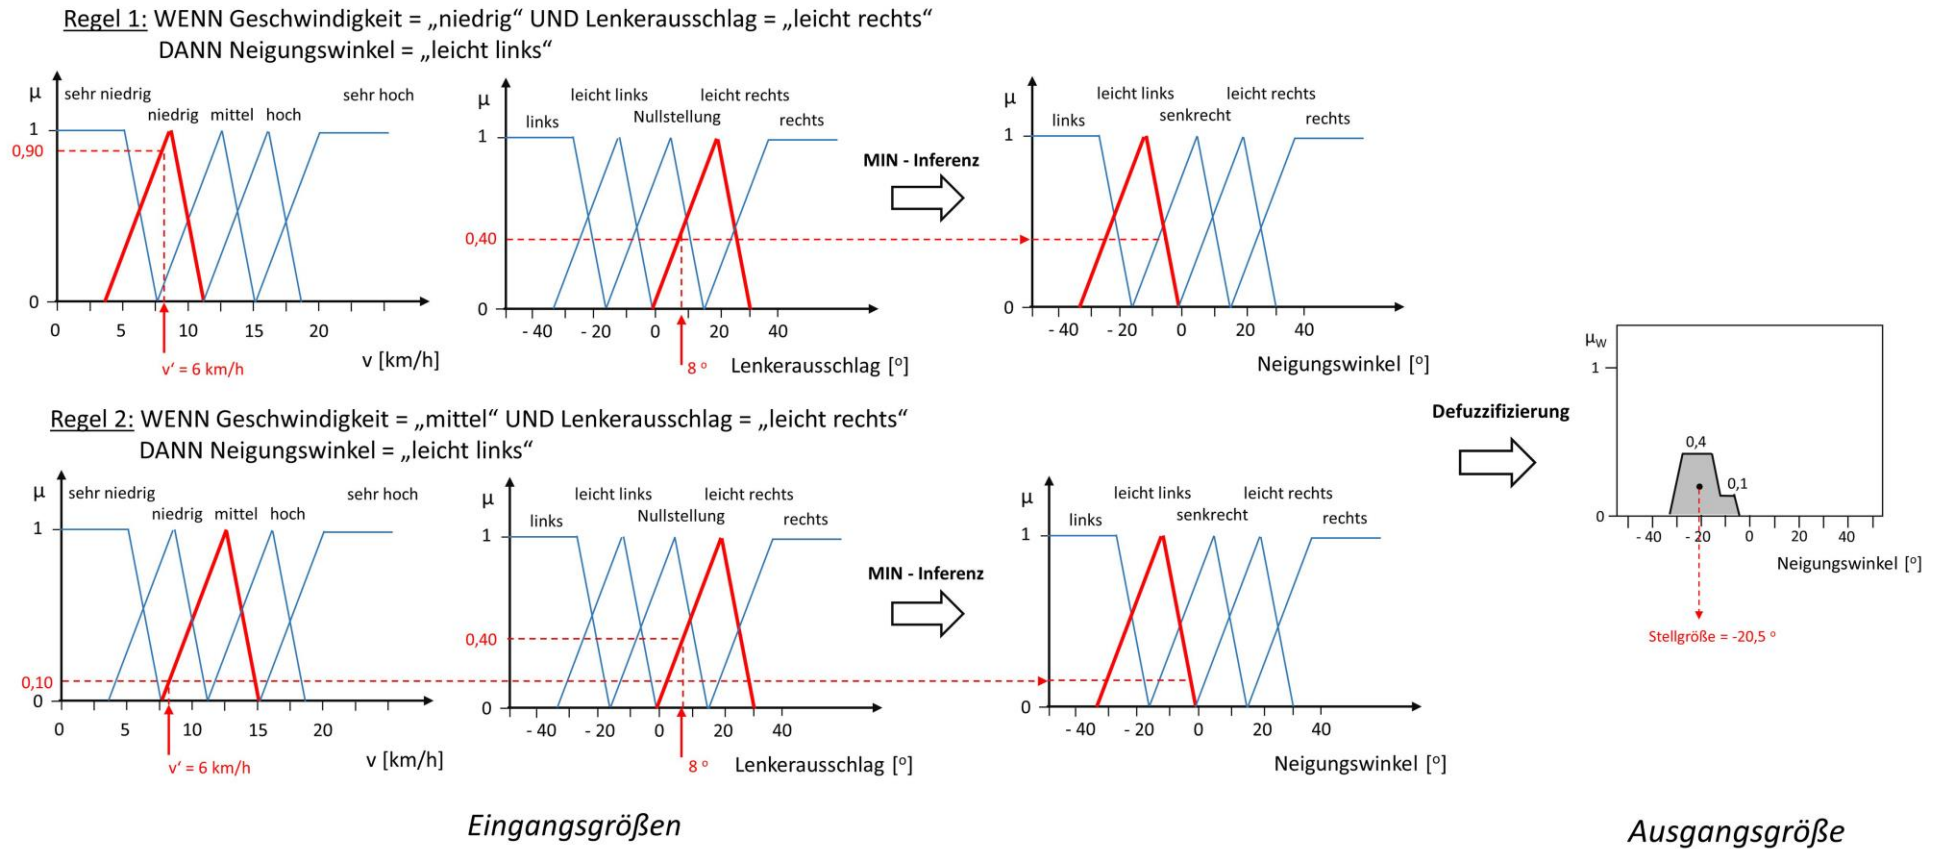 Regel 1: WENN Geschwindigkeit = „niedrig“ UND Lenkerausschlag = „leicht rechts“
DANN Neigungswinkel = „leicht links“
μ
sehr niedrig
niedrig
mittel
hoch
sehr hoch
1
0,90
0
0 5 10 15 20
v [km/h]
v‘ = 6 km/h
μ
links
leicht links
Nullstellung
leicht rechts
rechts
1
0,40
0
- 40 - 20 0 20 40
8 º
Lenkerausschlag [º]
MIN - Inferenz
μ
links
leicht links
senkrecht
leicht rechts
rechts
1
0
- 40 - 20 0 20 40
Neigungswinkel [º]
Regel 2: WENN Geschwindigkeit = „mittel“ UND Lenkerausschlag = „leicht rechts“
DANN Neigungswinkel = „leicht links“
μ
sehr niedrig
niedrig
mittel
hoch
sehr hoch
1
0,10
0
0 5 10 15 20
v [km/h]
v‘ = 6 km/h
μ
links
leicht links
Nullstellung
leicht rechts
rechts
1
0,40
0
- 40 - 20 0 20 40
8 º
Lenkerausschlag [º]
MIN - Inferenz
μ
links
leicht links
senkrecht
leicht rechts
rechts
1
0
- 40 - 20 0 20 40
Neigungswinkel [º]
Defuzzifizierung
μW
1
0,4
0,1
0
- 40 - 20 0 20 40
Neigungswinkel [º]
Stellgröße = -20,5 º
Eingangsgrößen
Ausgangsgröße